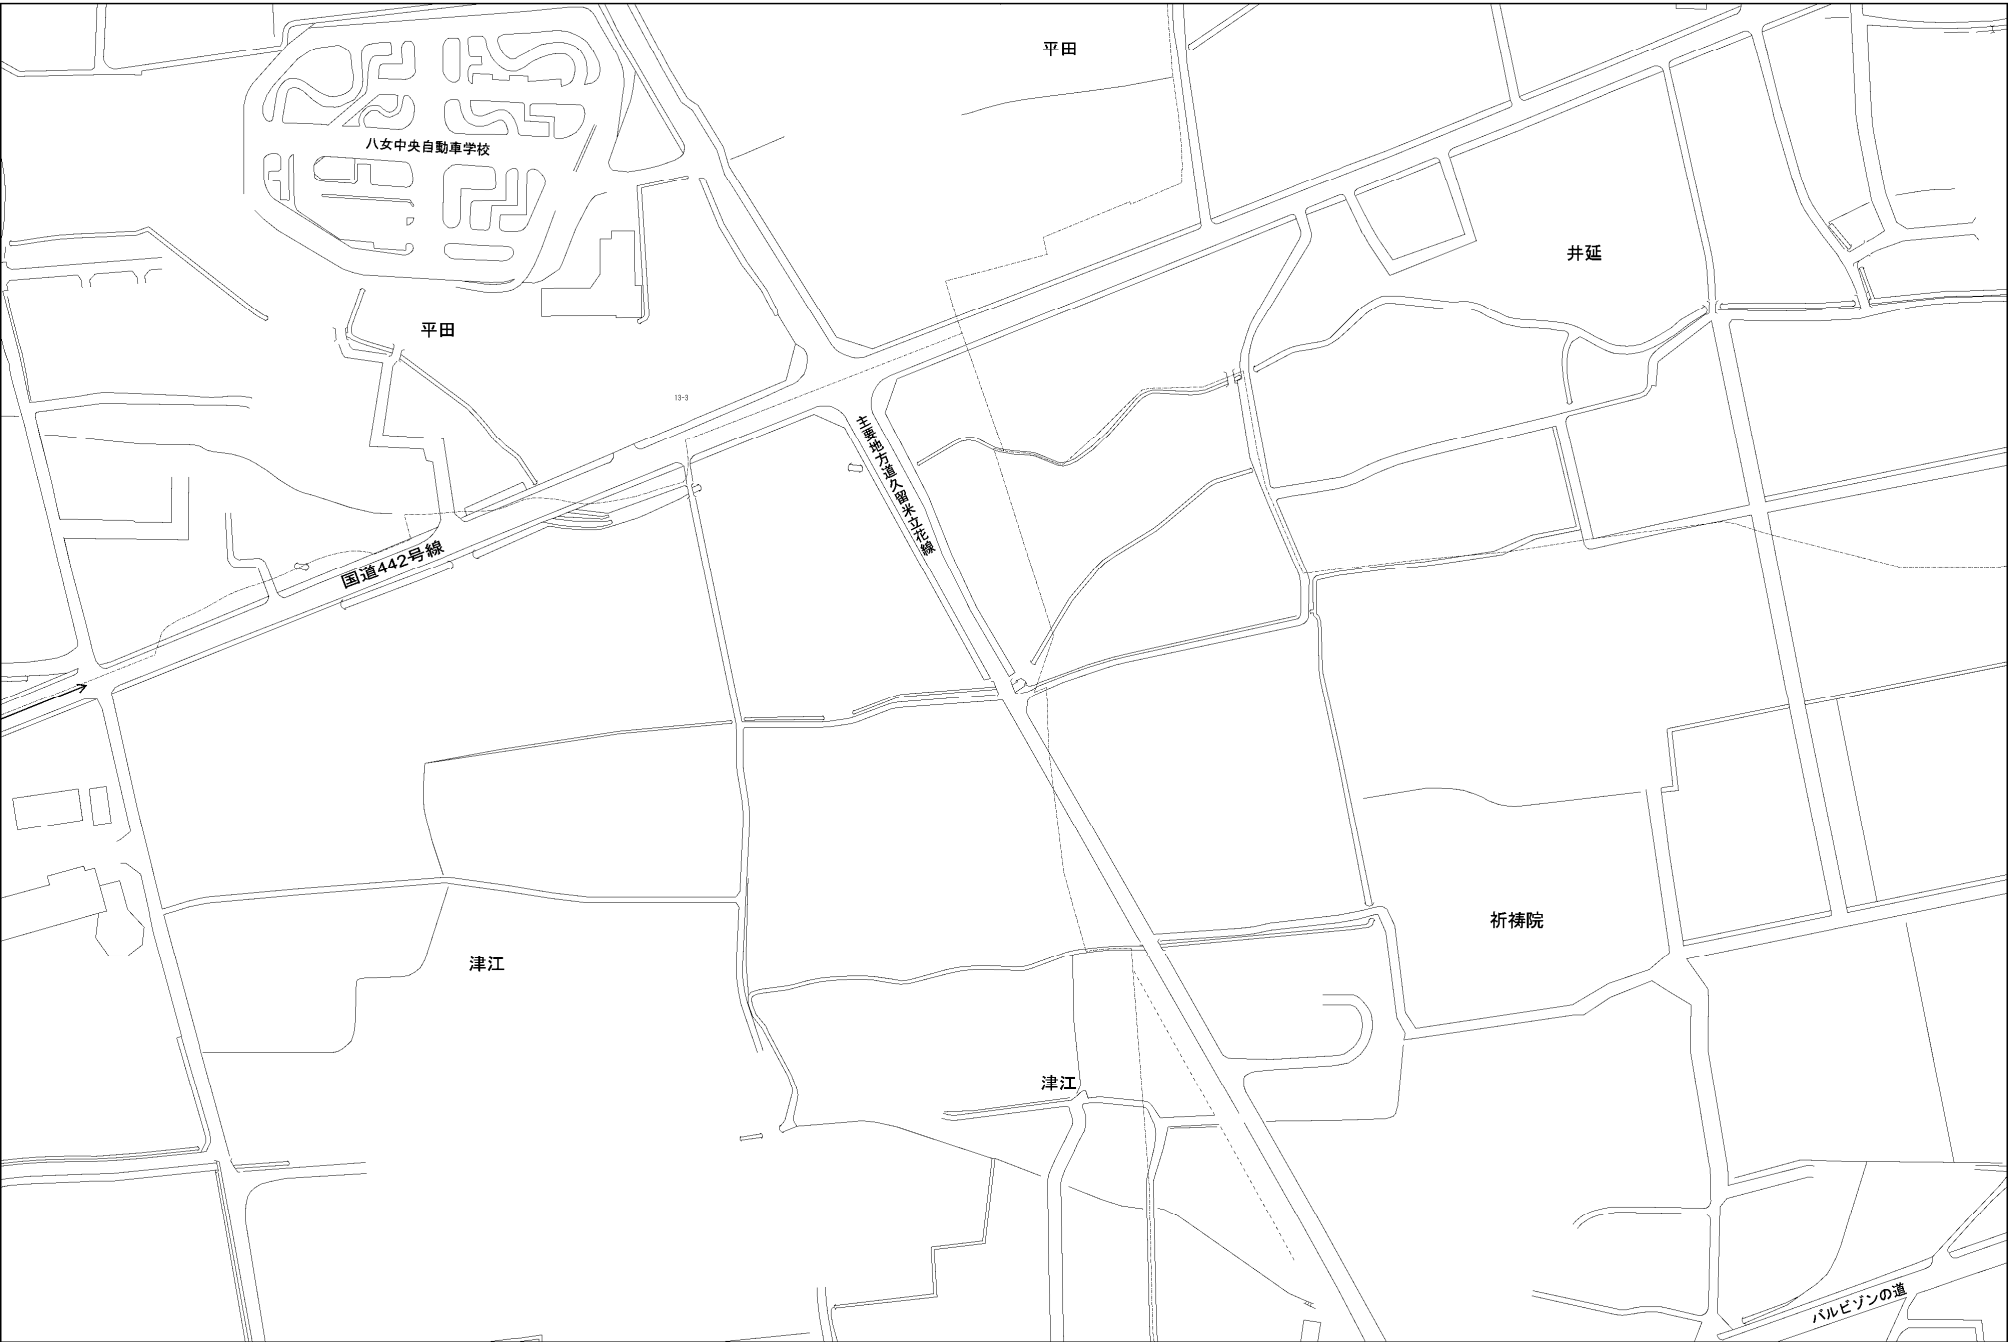 平田
八女中央自動車学校
井延
平田
13-3
主要地方道久留米立花線
国道442号線
祈祷院
津江
津江
バルビゾンの道